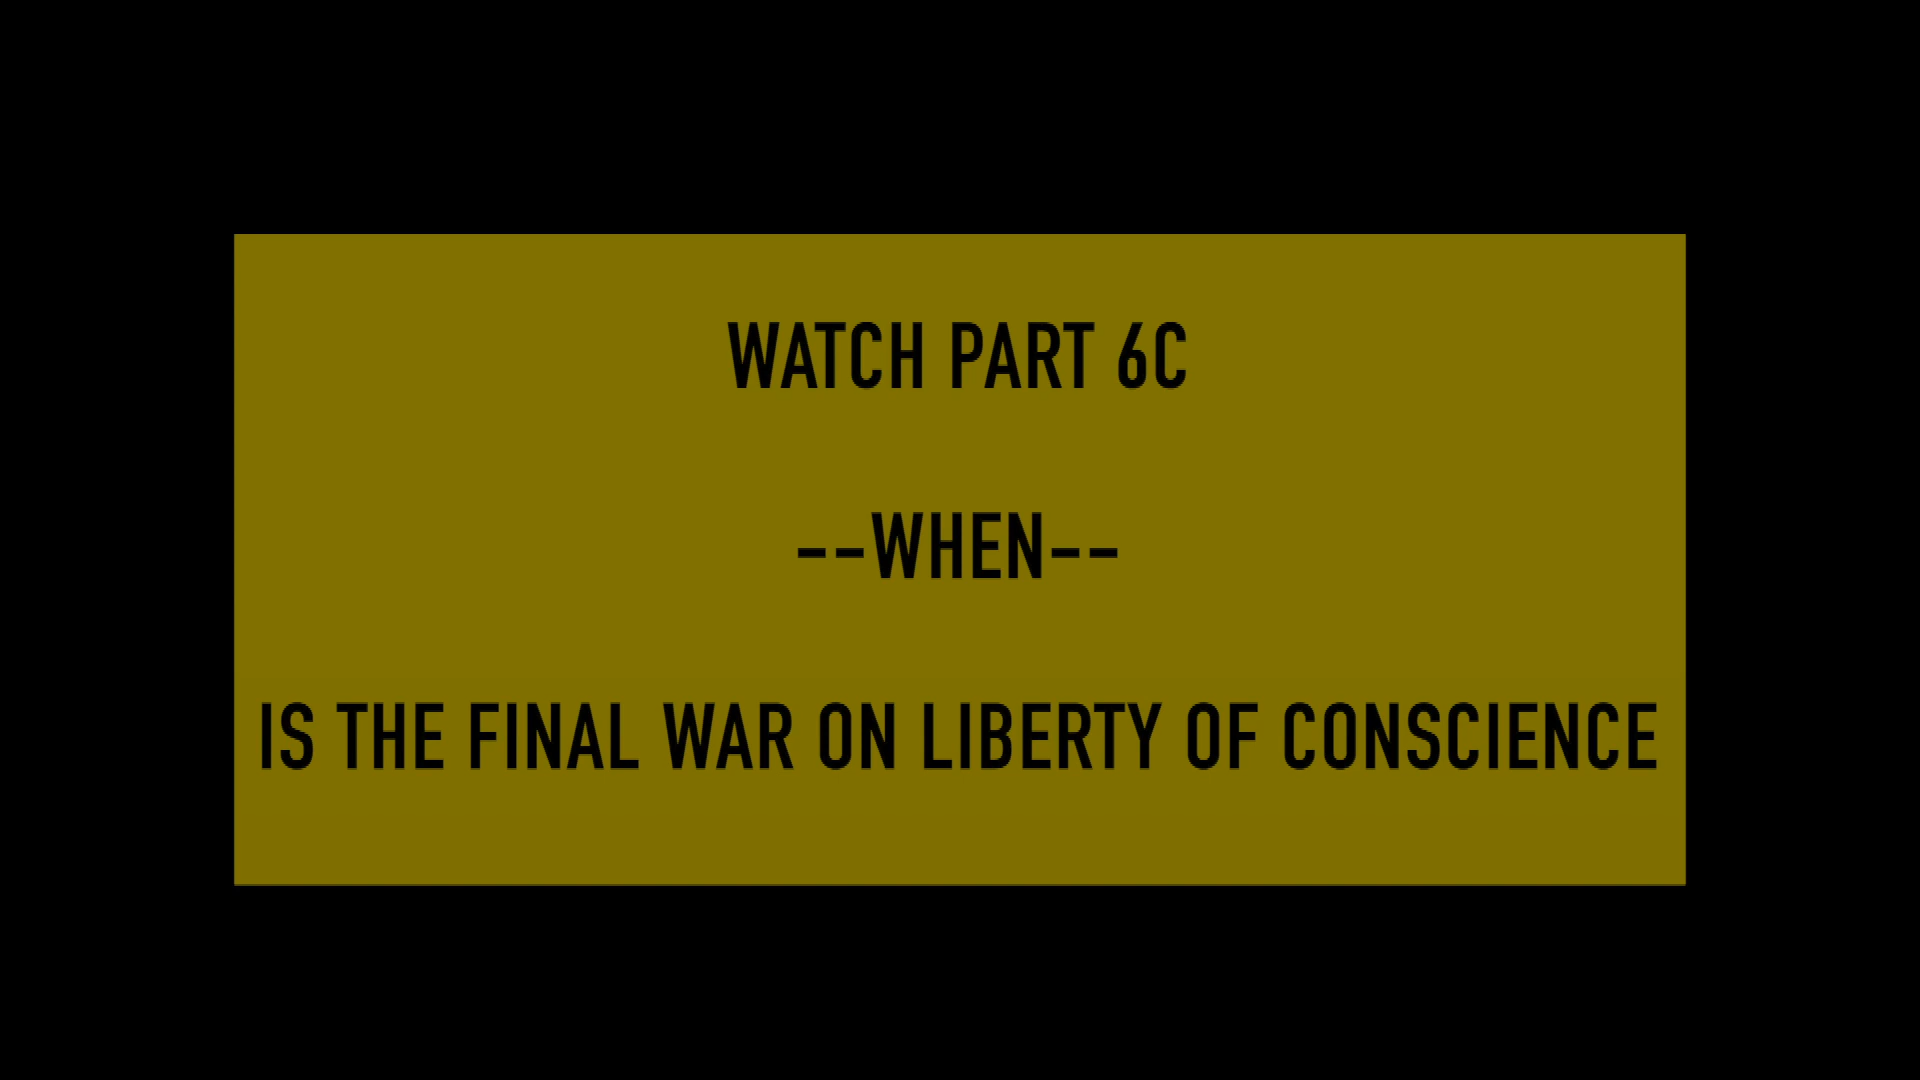 WATCH PART 6C
--WHEN--
IS THE FINAL WAR ON LIBERTY OF CONSCIENCE